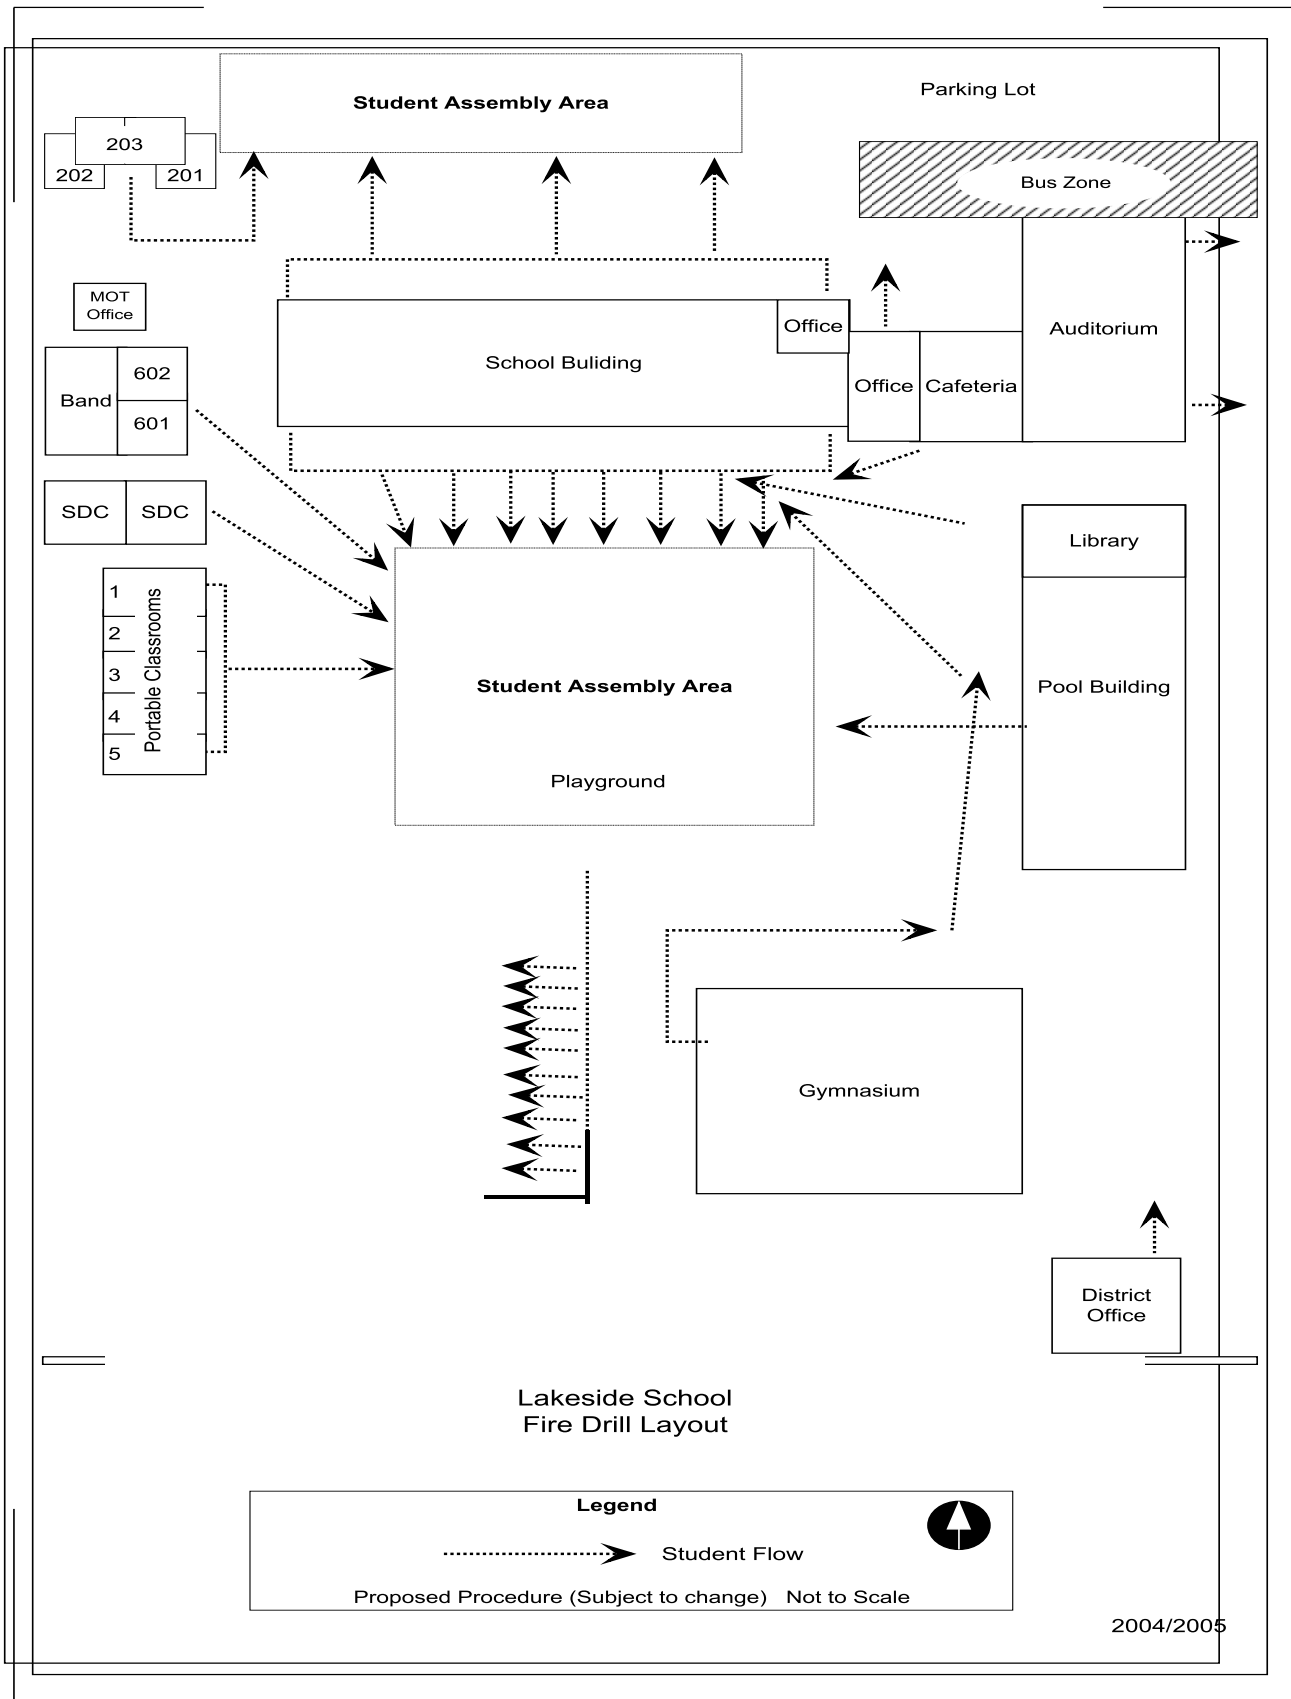 Parking Lot
Student Assembly Area
203
202
201
Bus Zone
MOT
Office
Office
Auditorium
School Buliding
602
Band
601
Office
Cafeteria
SDC
SDC
Library
1
2
3
4
5
Portable Classrooms
Student Assembly Area
Pool Building
Playground
Gymnasium
District
Office
Lakeside School
Fire Drill Layout
Legend
Student Flow
Proposed Procedure (Subject to change) Not to Scale
2004/2005